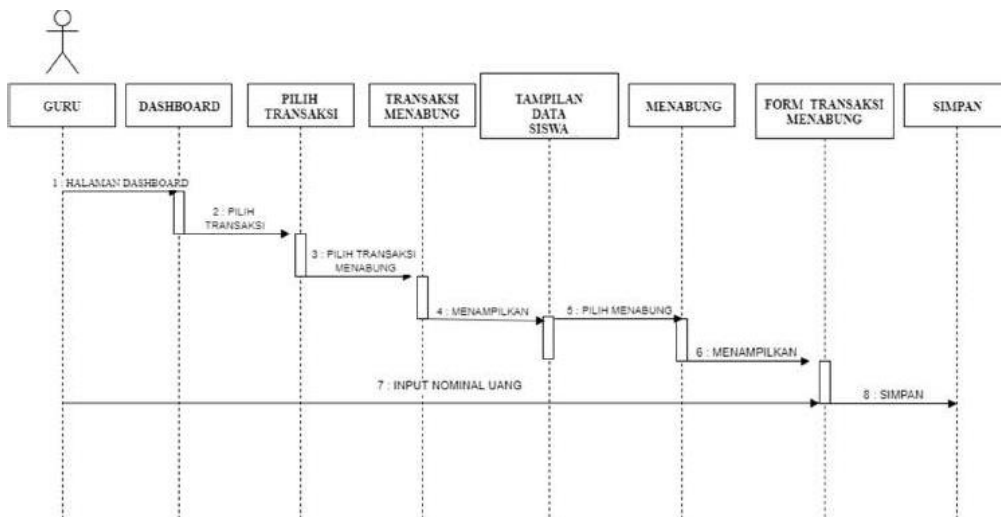 GURU
DASHBOARD
PILIH
TRANSAKSI
TRANSAKSI
MENABUNG
TAMPILAN
DATA
SISWA
MENABUNG
FORM TRANSAKSI
MENABUNG
SIMPAN
1 : HALAMAN DASHBOARD
2 : PILIH
TRANSAKSI
3 : PILIH TRANSAKSI
MENABUNG
4 : MENAMPILKAN
5 : PILIH MENABUNG
6 : MENAMPILKAN
7 : INPUT NOMINAL UANG
8 : SIMPAN